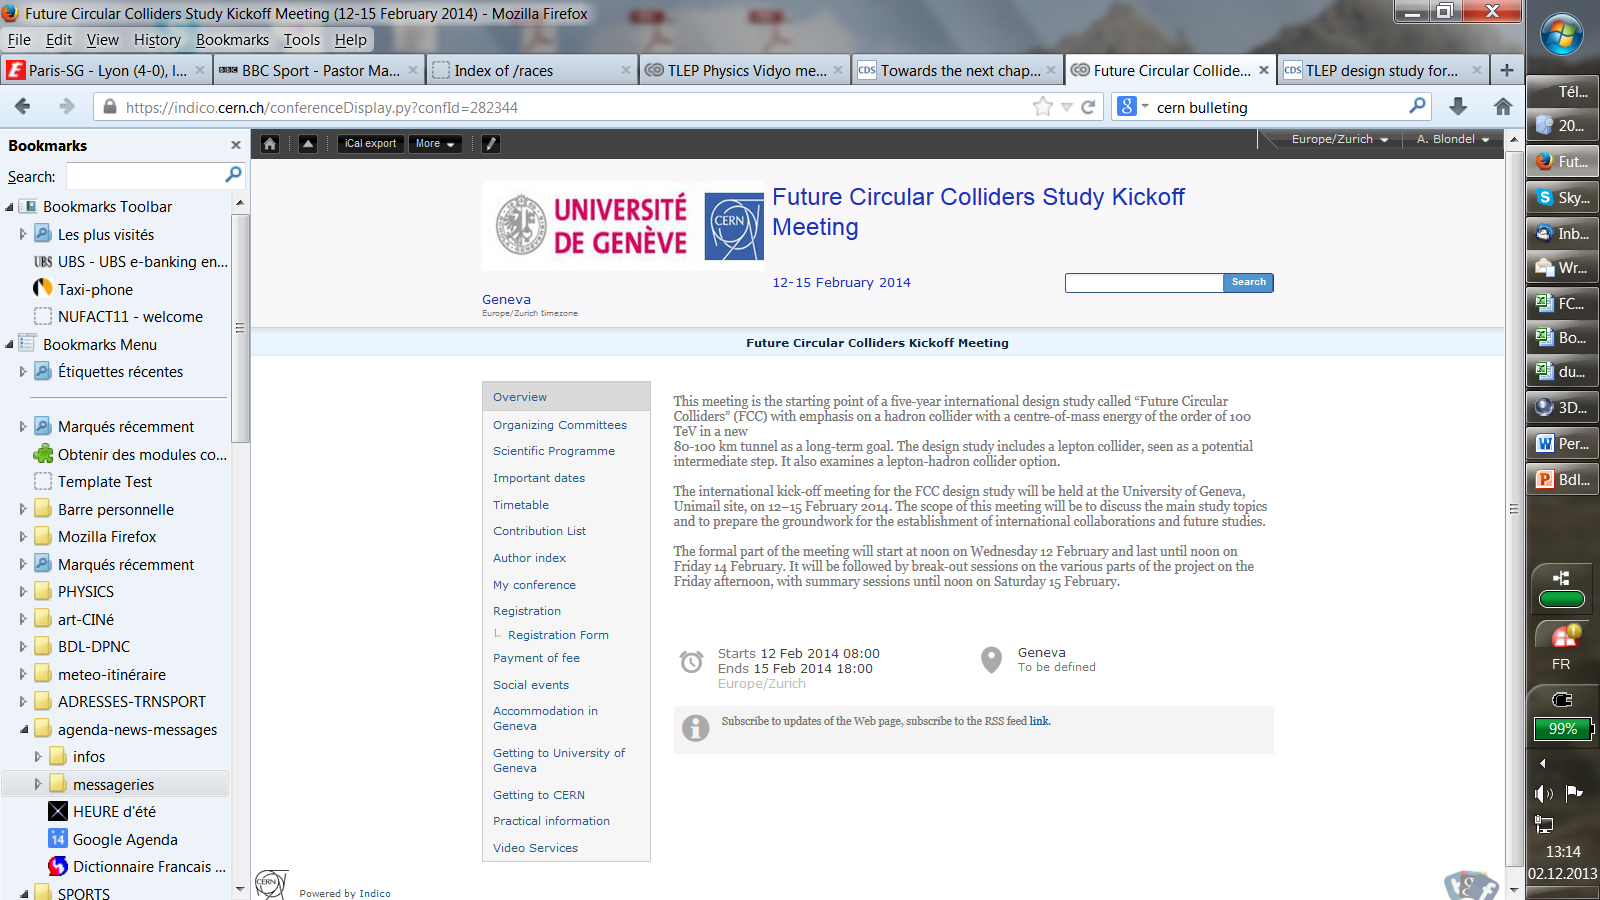 Future Circular Colliders Study Kickoff Meeting (12-15 February 2014) - Mozilla Firefox
File Edit View History Bookmarks Tools Help
Paris-SG - Lyon (4-0), l...
BBC Sport - Pastor Ma...
Index of /races
TLEP Physics Vidyo me...
CDS Towards the next chap...
Future Circular Collide...
CDS TLEP design study for...
https://indico.cern.ch/conferenceDisplay.py?confId=282344
cern bulleting
Bookmarks
Search:
Bookmarks Toolbar
Les plus visités
UBS UBS - UBS e-banking en...
Taxi-phone
NUFACT11 - welcome
Bookmarks Menu
Étiquettes récentes
Marqués récemment
Obtenir des modules co...
Template Test
Barre personnelle
Mozilla Firefox
Marqués récemment
PHYSICS
art-CINé
BDL-DPNC
meteo-itinéraire
ADRESSES-TRNSPORT
agenda-news-messages
infos
messageries
HEURE d'été
14 Google Agenda
Dictionnaire Francais ...
SPORTS
iCal export
More
Europe/Zurich
A. Blondel
UNIVERSITÉ
DE GENÈVE
CERN
Future Circular Colliders Study Kickoff
Meeting
12-15 February 2014
Search
Geneva
Europe/Zurich timezone
Future Circular Colliders Kickoff Meeting
Overview
Organizing Committees
Scientific Programme
Important dates
Timetable
Contribution List
Author index
My conference
Registration
Registration Form
Payment of fee
Social events
Accommodation in
Geneva
Getting to University of
Geneva
Getting to CERN
Practical information
Video Services
This meeting is the starting point of a five-year international design study called “Future Circular
Colliders” (FCC) with emphasis on a hadron collider with a centre-of-mass energy of the order of 100
TeV in a new
80-100 km tunnel as a long-term goal. The design study includes a lepton collider, seen as a potential
intermediate step. It also examines a lepton-hadron collider option.
The international kick-off meeting for the FCC design study will be held at the University of Geneva,
Unimail site, on 12–15 February 2014. The scope of this meeting will be to discuss the main study topics
and to prepare the groundwork for the establishment of international collaborations and future studies.
The formal part of the meeting will start at noon on Wednesday 12 February and last until noon on
Friday 14 February. It will be followed by break-out sessions on the various parts of the project on the
Friday afternoon, with summary sessions until noon on Saturday 15 February.
Starts 12 Feb 2014 08:00
Ends 15 Feb 2014 18:00
Europe/Zurich
Geneva
To be defined
Subscribe to updates of the Web page, subscribe to the RSS feed link.
CERN
Powered by Indico
Tél...
20...
Fut...
Sky...
Inb...
Wr...
FC...
Bo...
du...
3D...
Per...
Bdl...
FR
99%
13:14
02.12.2013